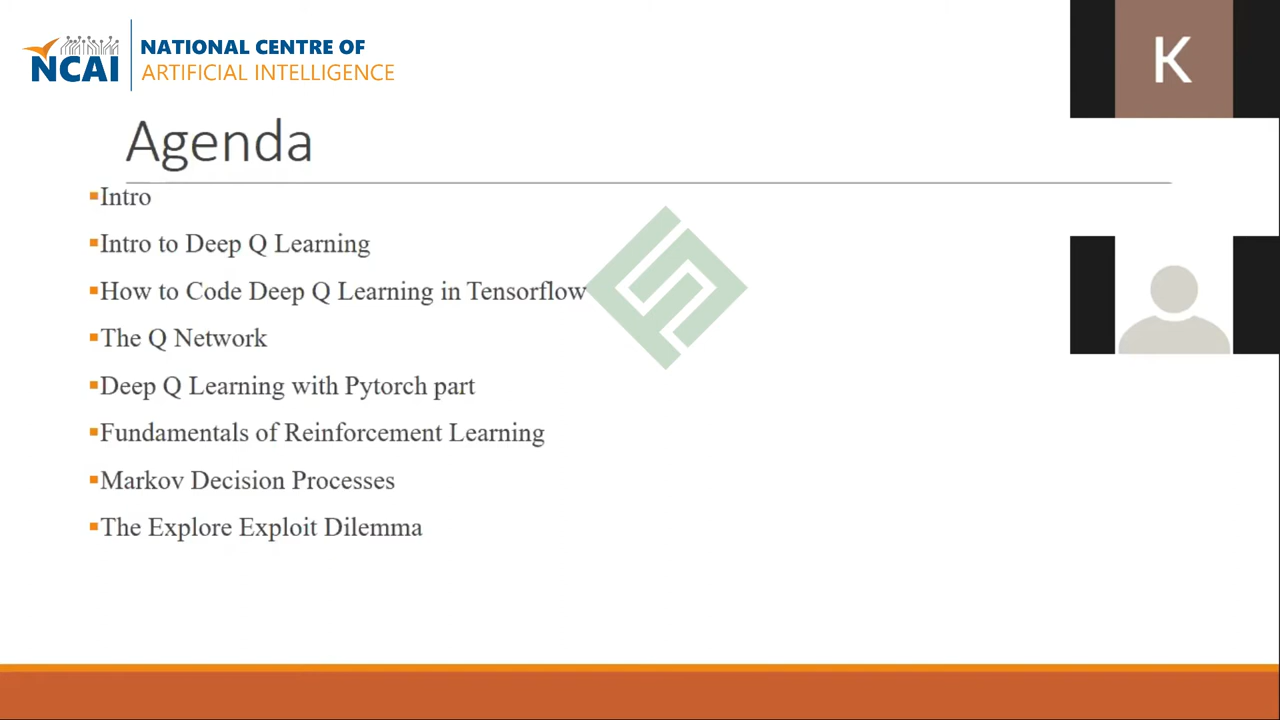 NCAI
NATIONAL CENTRE OF
ARTIFICIAL INTELLIGENCE
K
Agenda
Intro
Intro to Deep Q Learning
How to Code Deep Q Learning in Tensorflow
The Q Network
Deep Q Learning with Pytorch part
Fundamentals of Reinforcement Learning
Markov Decision Processes
The Explore Exploit Dilemma